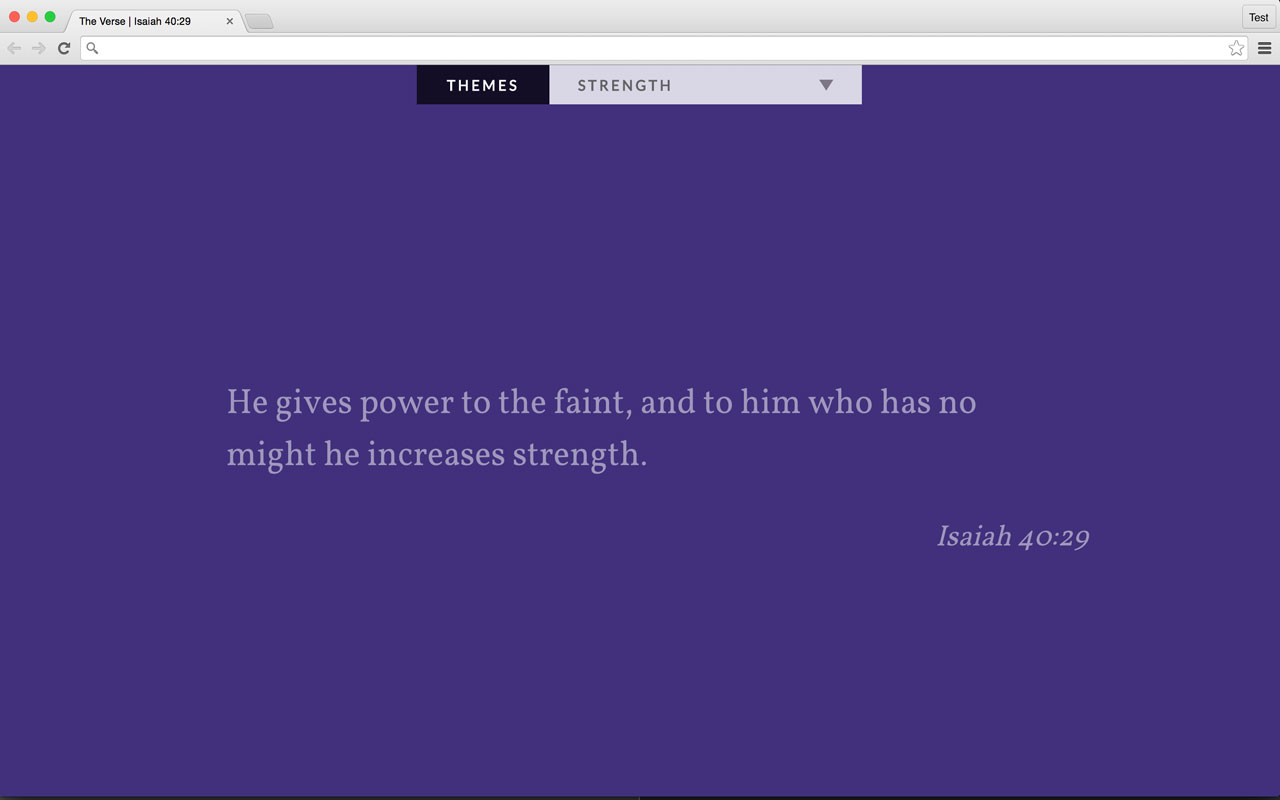 The Verse | Isaiah 40:29
Test
THEMES STRENGTH
He gives power to the faint, and to him who has no
might he increases strength.
Isaiah 40:29